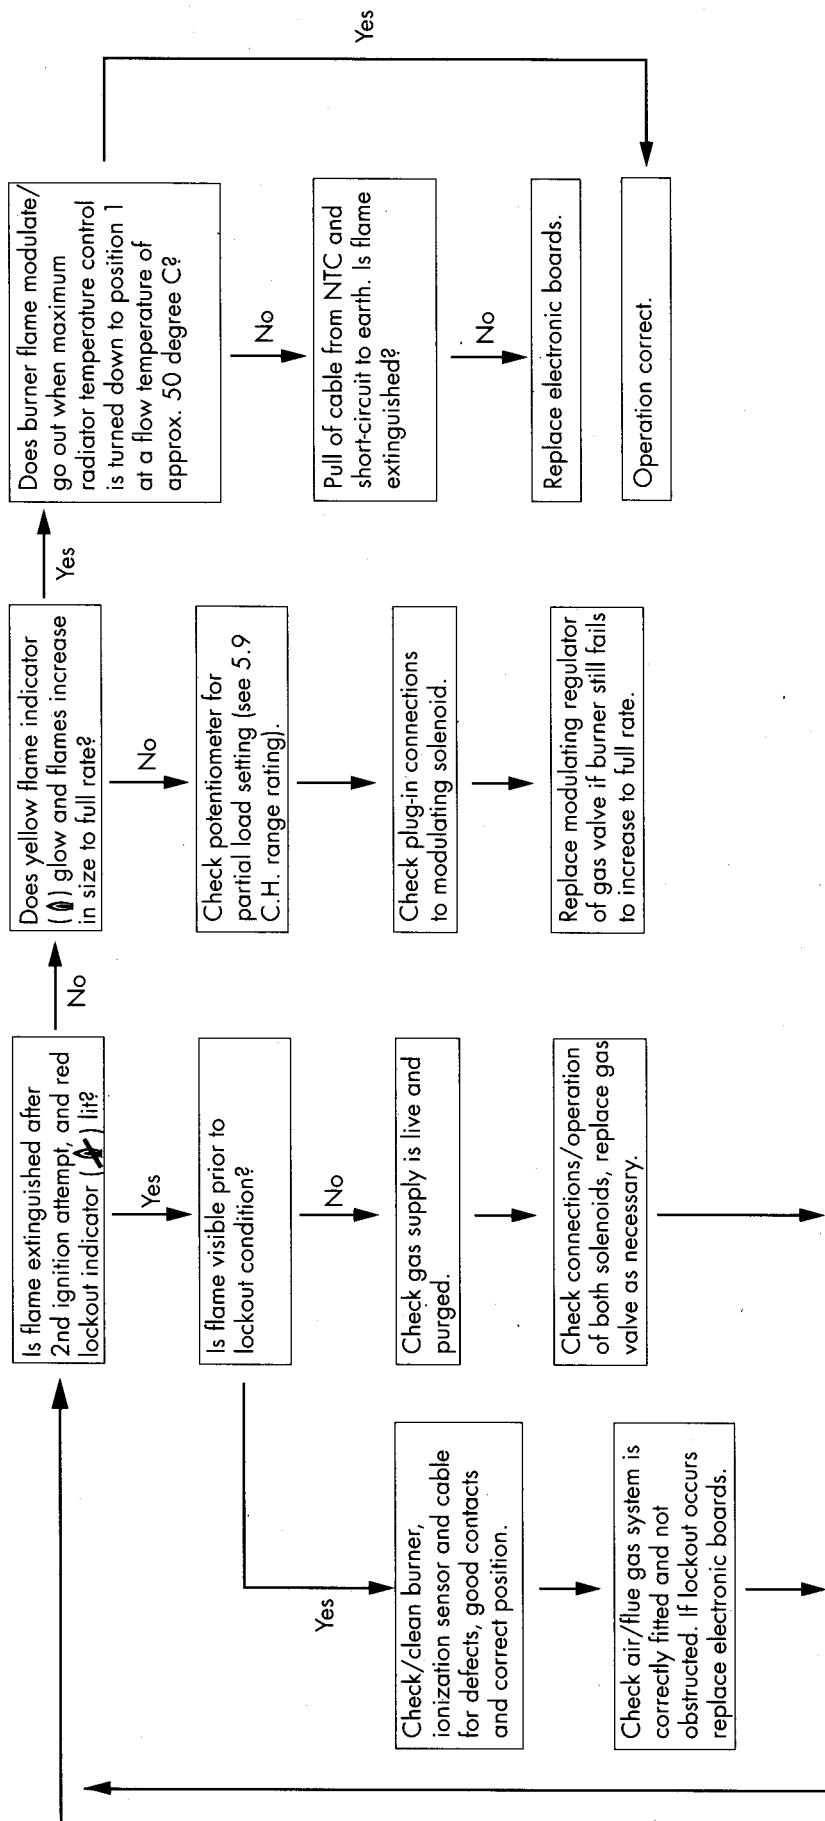 Is flame extinguished after
2nd ignition attempt, and red
lockout indicator ( ) lit?
No
Yes
Does yellow flame indicator
( ) glow and flames increase
in size to full rate?
Yes
No
Does burner flame modulate/
go out when maximum
radiator temperature control
is turned down to position 1
at a flow temperature of
approx. 50 degree C?
Yes
No
Is flame visible prior to
lockout condition?
Yes
No
Check potentiometer for
partial load setting (see 5.9
C.H. range rating).
Pull of cable from NTC and
short-circuit to earth. Is flame
extinguished?
No
Check/clean burner,
ionization sensor and cable
for defects, good contacts
and correct position.
Check gas supply is live and
purged.
Check plug-in connections
to modulating solenoid.
Replace electronic boards.
Check air/flue gas system is
correctly fitted and not
obstructed. If lockout occurs
replace electronic boards.
Check connections/operation
of both solenoids, replace gas
valve as necessary.
Replace modulating regulator
of gas valve if burner still fails
to increase to full rate.
Operation correct.